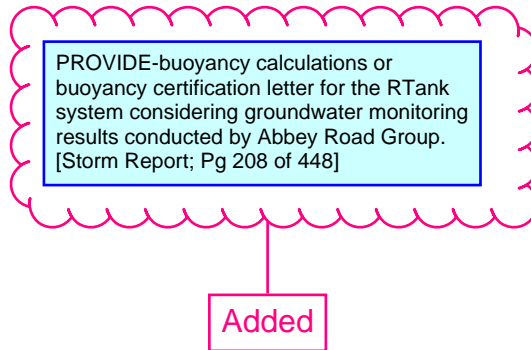 PROVIDE-buoyancy calculations or
buoyancy certification letter for the RTank
system considering groundwater monitoring
results conducted by Abbey Road Group.
[Storm Report; Pg 208 of 448]
Added